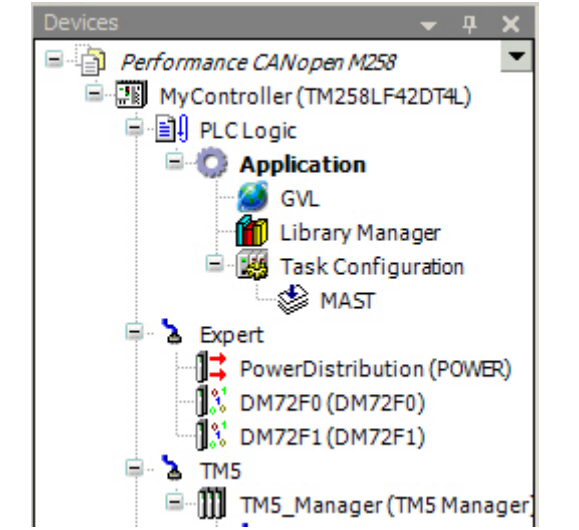 Devices
Performance CANopen M258
MyController (TM258LF42DT4L)
PLC Logic
Application
GVL
Library Manager
Task Configuration
MAST
Expert
PowerDistribution (POWER)
DM72F0 (DM72F0)
DM72F1 (DM72F1)
TM5
TM5_Manager (TM5 Manager)